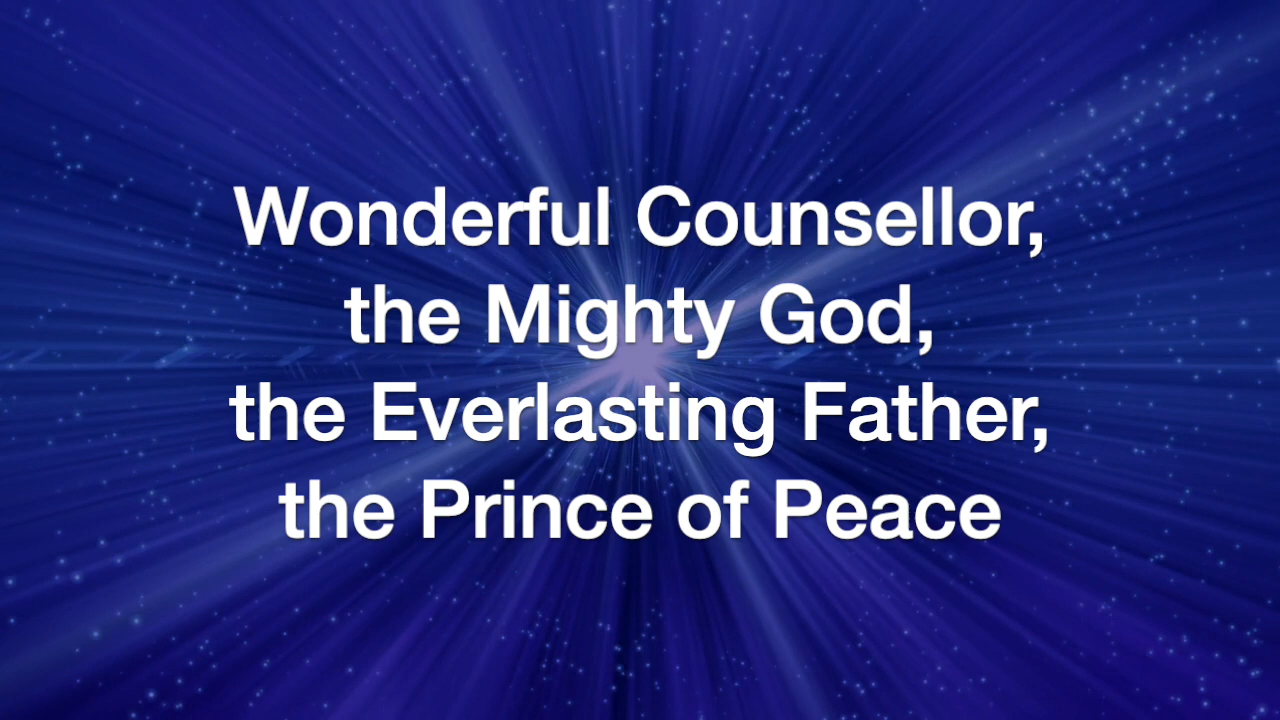 Wonderful Counsellor,
the Mighty God,
the Everlasting Father,
the Prince of Peace